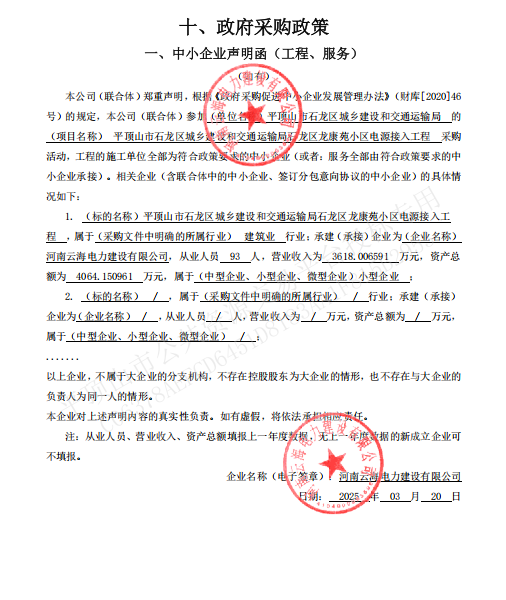 十、政府采购政策
一、中小企业声明函（工程、服务）
（如有）
本公司（联合体）郑重声明，根据《政府采购促进中小企业发展管理办法》（财库[2020]46
号）的规定，本公司（联合体）参加（单位名称）平顶山市石龙区城乡建设和交通运输局 的
（项目名称） 平顶山市石龙区城乡建设和交通运输局石龙区龙康苑小区电源接入工程 采购
活动，工程的施工单位全部为符合政策要求的中小企业（或者：服务全部由符合政策要求的中
小企业承接）。相关企业（含联合体中的中小企业、签订分包意向协议的中小企业）的具体情
况如下：
1. （标的名称）平顶山市石龙区城乡建设和交通运输局石龙区龙康苑小区电源接入工
程 ，属于（采购文件中明确的所属行业） 建筑业 行业；承建（承接）企业为（企业名称）
河南云海电力建设有限公司，从业人员 93 人，营业收入为 3618.006591 万元，资产总
额为 4064.150961 万元，属于（中型企业、小型企业、微型企业）小型企业 ；
2. （标的名称） / ，属于（采购文件中明确的所属行业） / 行业；承建（承接）
企业为（企业名称） / ，从业人员 / 人，营业收入为 / 万元，资产总额为 / 万元，
属于（中型企业、小型企业、微型企业） / ；
.......
以上企业，不属于大企业的分支机构，不存在控股股东为大企业的情形，也不存在与大企业的
负责人为同一人的情形。
本企业对上述声明内容的真实性负责。如有虚假，将依法承担相应责任。
注：从业人员、营业收入、资产总额填报上一年度数据，无上一年度数据的新成立企业可
不填报。
企业名称（电子签章）：河南云海电力建设有限公司
日期： 2025 年 03 月 20 日